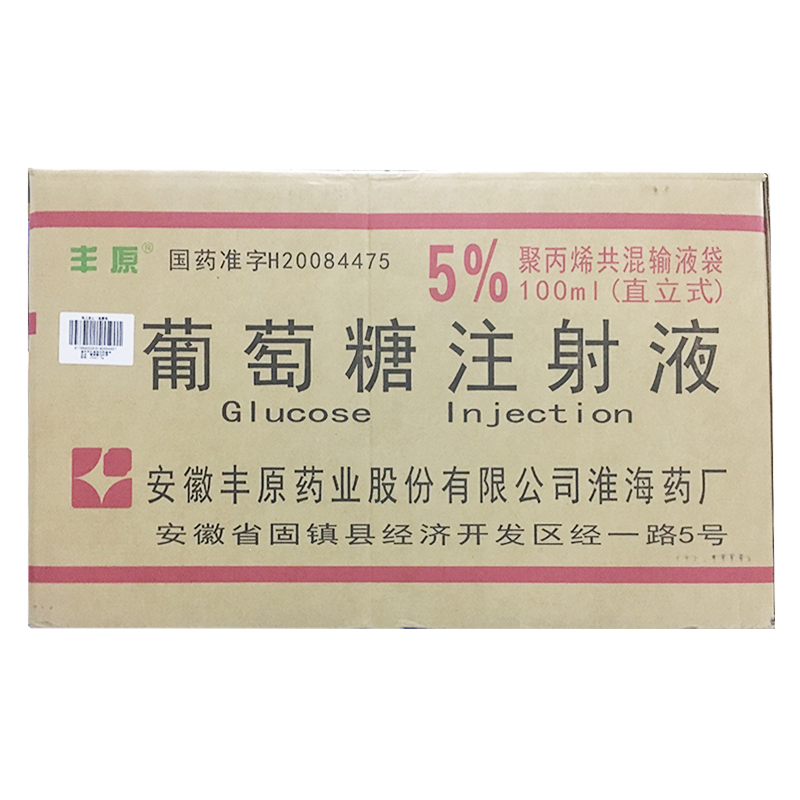 丰原®
国药准字H20084475
5%
聚丙烯共混输液袋
100ml(直立式)
葡萄糖注射液
Glucose Injection
安徽丰原药业股份有限公司淮海药厂
安徽省固镇县经济开发区经一路5号